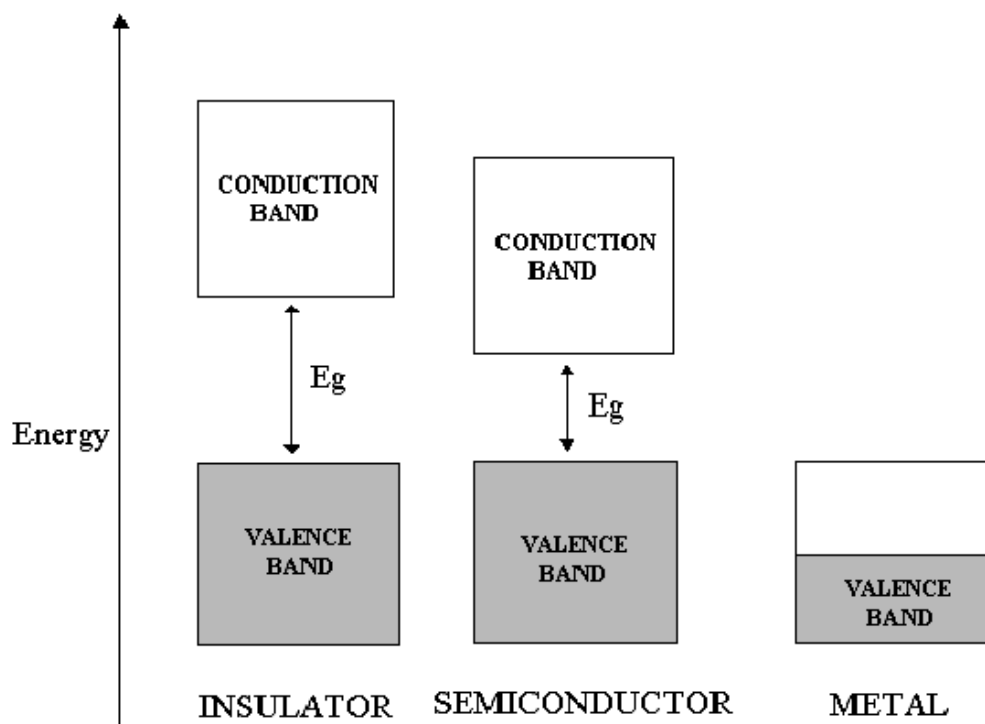 CONDUCTION
BAND
CONDUCTION
BAND
Eg
Eg
Energy
VALENCE
BAND
VALENCE
BAND
VALENCE
BAND
INSULATOR
SEMICONDUCTOR
METAL